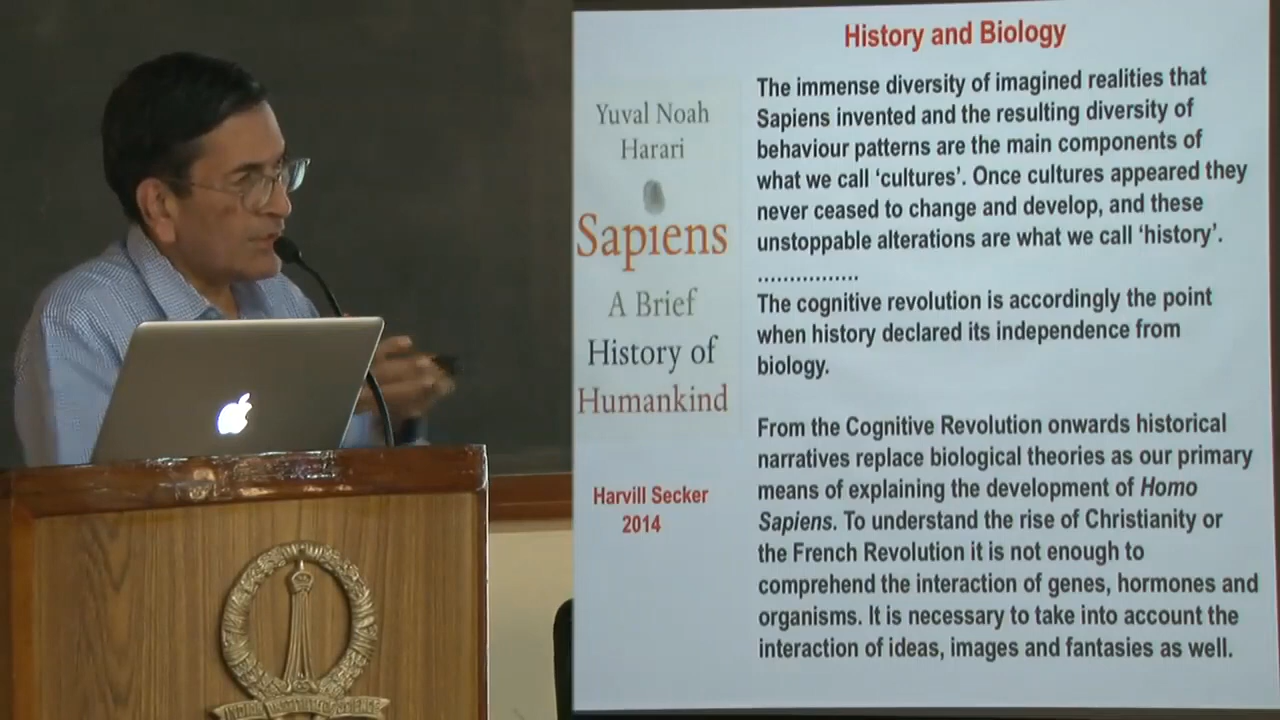 History and Biology
Yuval Noah
Harari
Sapiens
A Brief
History of
Humankind
Harvill Secker
2014
The immense diversity of imagined realities that
Sapiens invented and the resulting diversity of
behaviour patterns are the main components of
what we call ‘cultures’. Once cultures appeared they
never ceased to change and develop, and these
unstoppable alterations are what we call ‘history’.
................
The cognitive revolution is accordingly the point
when history declared its independence from
biology.
From the Cognitive Revolution onwards historical
narratives replace biological theories as our primary
means of explaining the development of Homo
Sapiens. To understand the rise of Christianity or
the French Revolution it is not enough to
comprehend the interaction of genes, hormones and
organisms. It is necessary to take into account the
interaction of ideas, images and fantasies as well.
INDIAN INSTITUTE OF SCIENCE